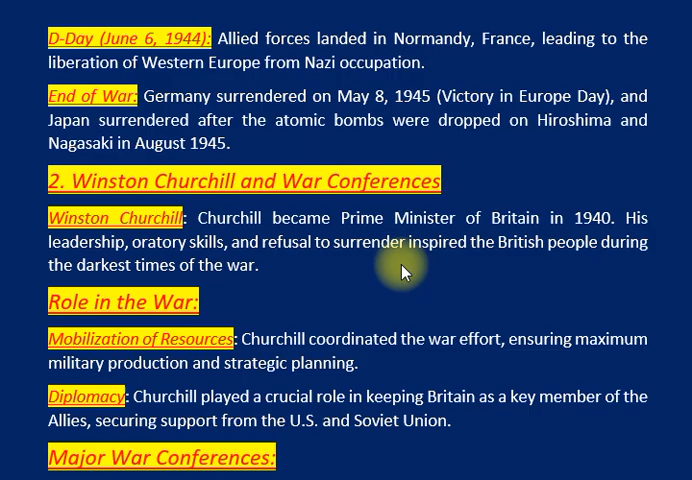 D-Day (June 6, 1944): Allied forces landed in Normandy, France, leading to the
liberation of Western Europe from Nazi occupation.
End of War: Germany surrendered on May 8, 1945 (Victory in Europe Day), and
Japan surrendered after the atomic bombs were dropped on Hiroshima and
Nagasaki in August 1945.
2. Winston Churchill and War Conferences
Winston Churchill: Churchill became Prime Minister of Britain in 1940. His
leadership, oratory skills, and refusal to surrender inspired the British people during
the darkest times of the war.
Role in the War:
Mobilization of Resources: Churchill coordinated the war effort, ensuring maximum
military production and strategic planning.
Diplomacy: Churchill played a crucial role in keeping Britain as a key member of the
Allies, securing support from the U.S. and Soviet Union.
Major War Conferences: